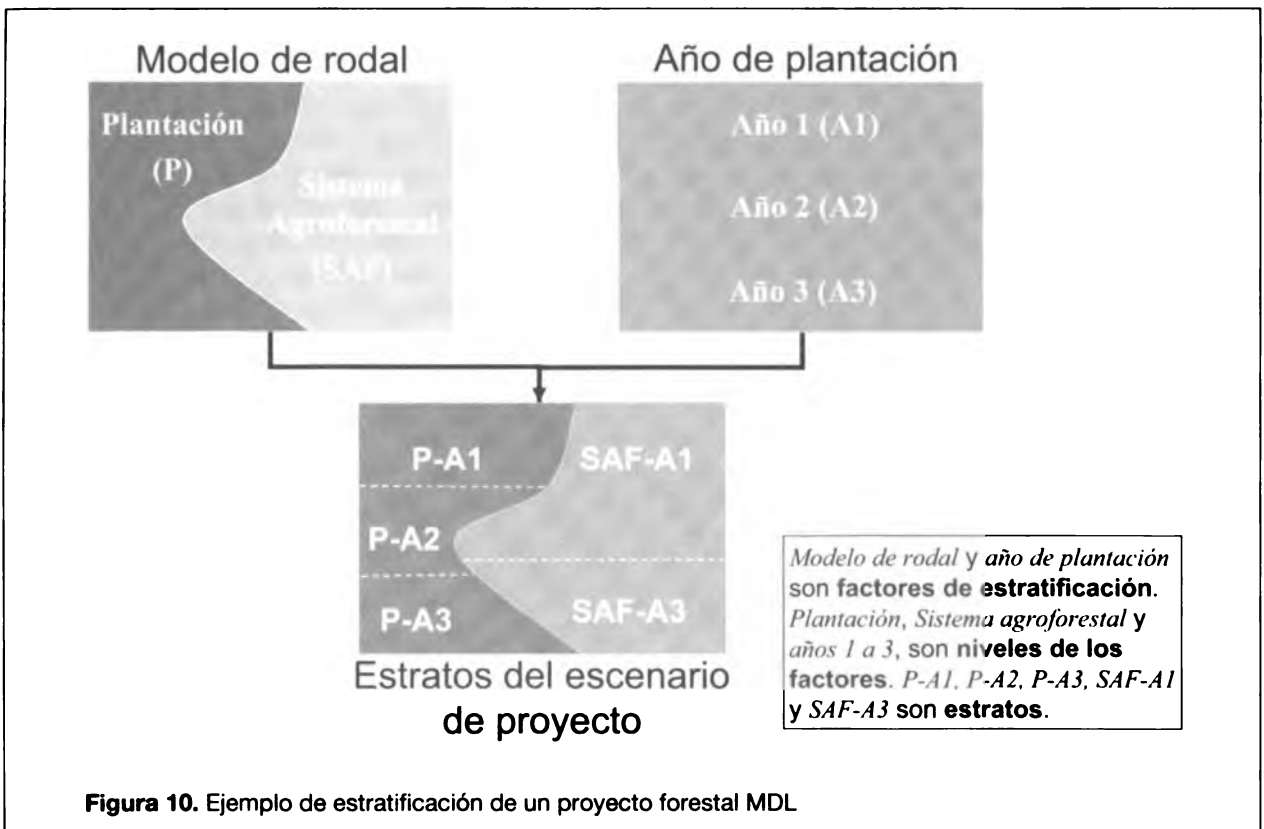 Modelo de rodal
Año de plantación
Plantación
(P)
Sistema
Agroforestal
(SAF)
Año 1 (A1)
Año 2 (A2)
Año 3 (A3)
P-A1
SAF-A1
P-A2
P-A3
SAF-A3
Estratos del escenario
de proyecto
Modelo de rodal y año de plantación
son factores de estratificación.
Plantación, Sistema agroforestal y
años 1 a 3, son niveles de los
factores. P-A1, P-A2, P-A3, SAF-A1
y SAF-A3 son estratos.
Figura 10. Ejemplo de estratificación de un proyecto forestal MDL